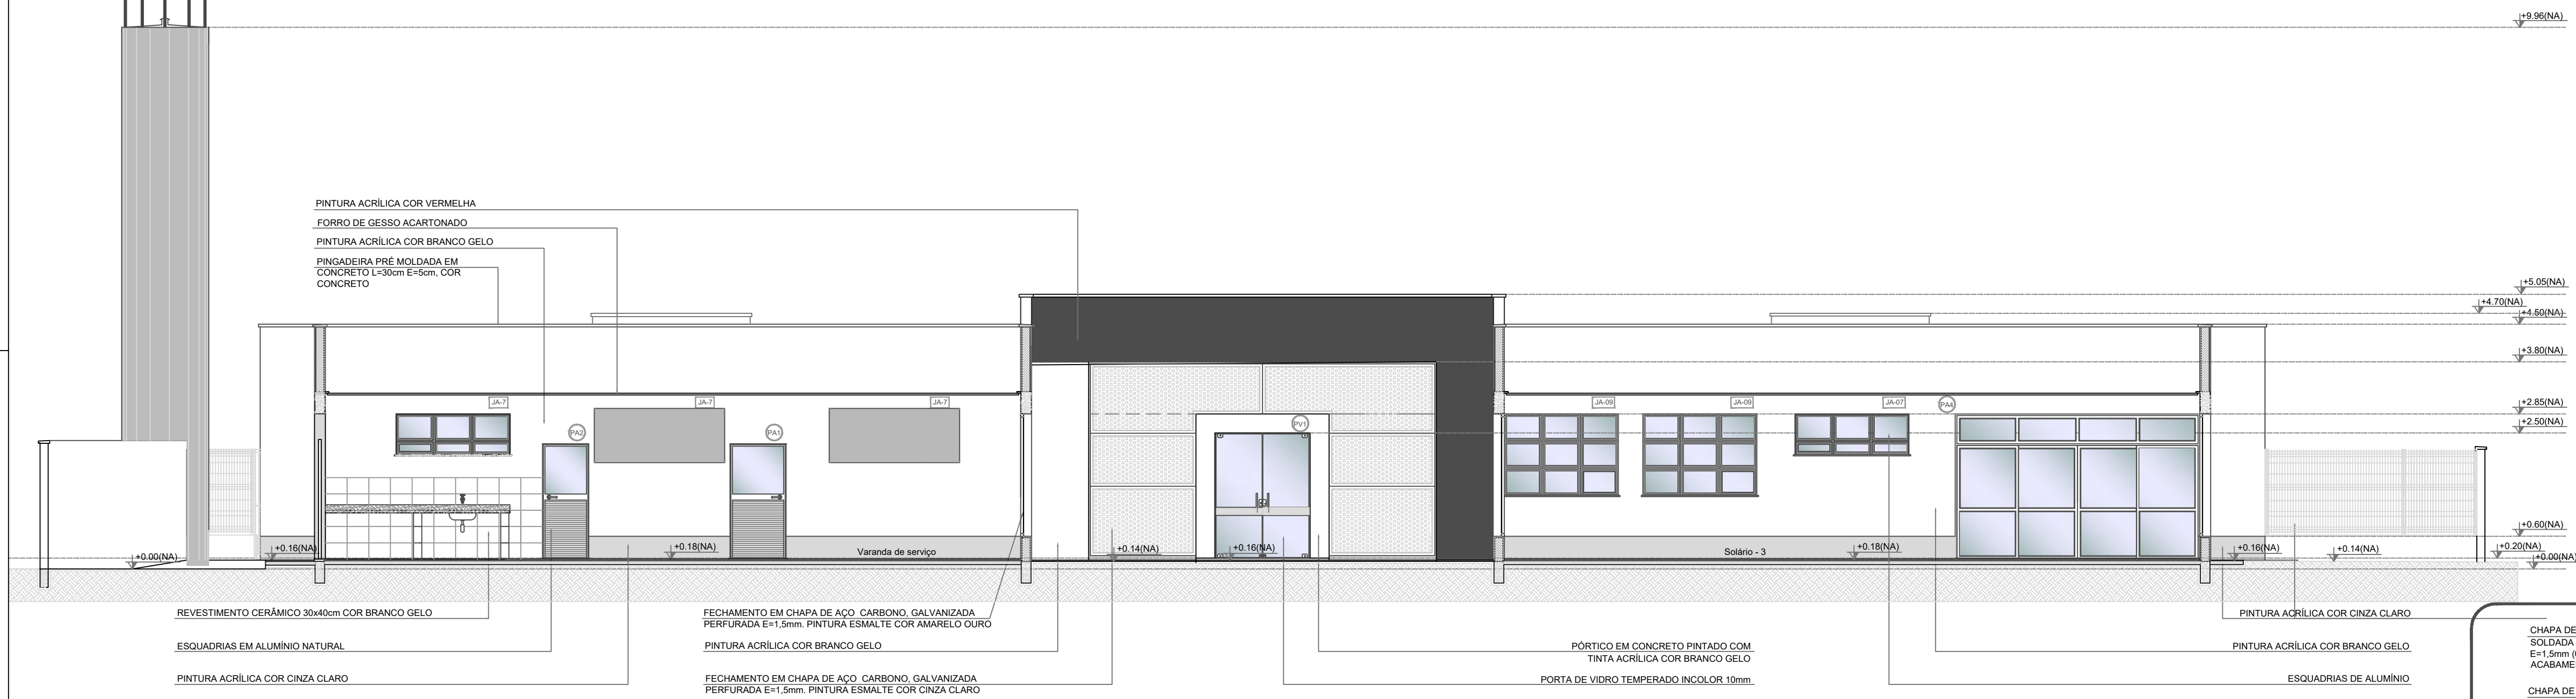 +9.96(NA)
PINTURA ACRÍLICA COR VERMELHA
FORRO DE GESSO ACARTONADO
PINTURA ACRÍLICA COR BRANCO GELO
PINGADEIRA PRÉ MOLDADA EM
CONCRETO L=30cm E=5cm, COR
CONCRETO
+5.05(NA)
+4.70(NA)
+4.50(NA)
+3.80(NA)
JA-7
JA-7
JA-7
JA-09
JA-09
JA-07
PA4
+2.85(NA)
PA2
PA1
PV1
+2.50(NA)
+0.60(NA)
+0.00(NA)
+0.16(NA)
+0.18(NA)
Varanda de serviço
+0.14(NA)
+0.16(NA)
Solário - 3
+0.18(NA)
+0.16(NA)
+0.14(NA)
+0.20(NA)
+0.00(NA)
REVESTIMENTO CERÂMICO 30x40cm COR BRANCO GELO
ESQUADRIAS EM ALUMÍNIO NATURAL
PINTURA ACRÍLICA COR CINZA CLARO
FECHAMENTO EM CHAPA DE AÇO CARBONO, GALVANIZADA
PERFURADA E=1,5mm. PINTURA ESMALTE COR AMARELO OURO
PINTURA ACRÍLICA COR BRANCO GELO
FECHAMENTO EM CHAPA DE AÇO CARBONO, GALVANIZADA
PERFURADA E=1,5mm. PINTURA ESMALTE COR CINZA CLARO
PÓRTICO EM CONCRETO PINTADO COM
TINTA ACRÍLICA COR BRANCO GELO
PORTA DE VIDRO TEMPERADO INCOLOR 10mm
PINTURA ACRÍLICA COR CINZA CLARO
PINTURA ACRÍLICA COR BRANCO GELO
ESQUADRIAS DE ALUMÍNIO
CHAPA DE
SOLDADA
E=1,5mm
CHAPA DE